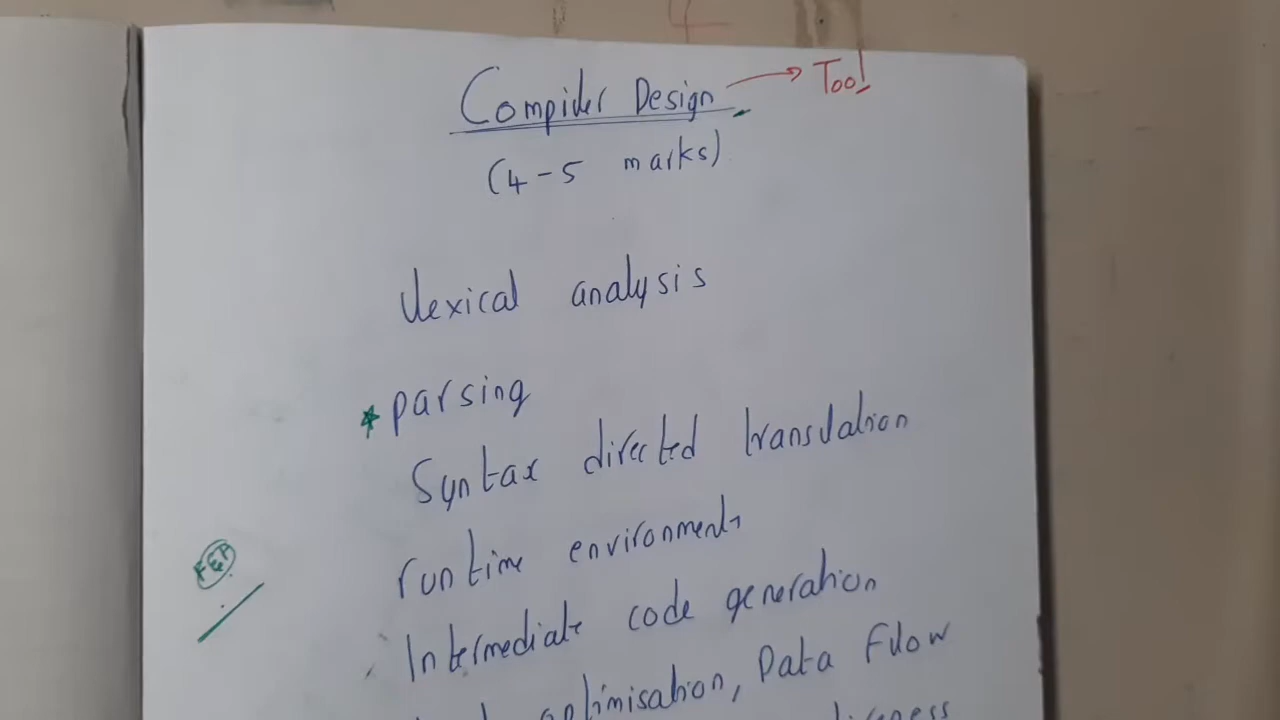 Compiler Design → Tool
(4-5 marks)
Lexical analysis
* parsing
Syntax directed translation
runtime environments
Intermediate code generation
optimisation, Data Flow